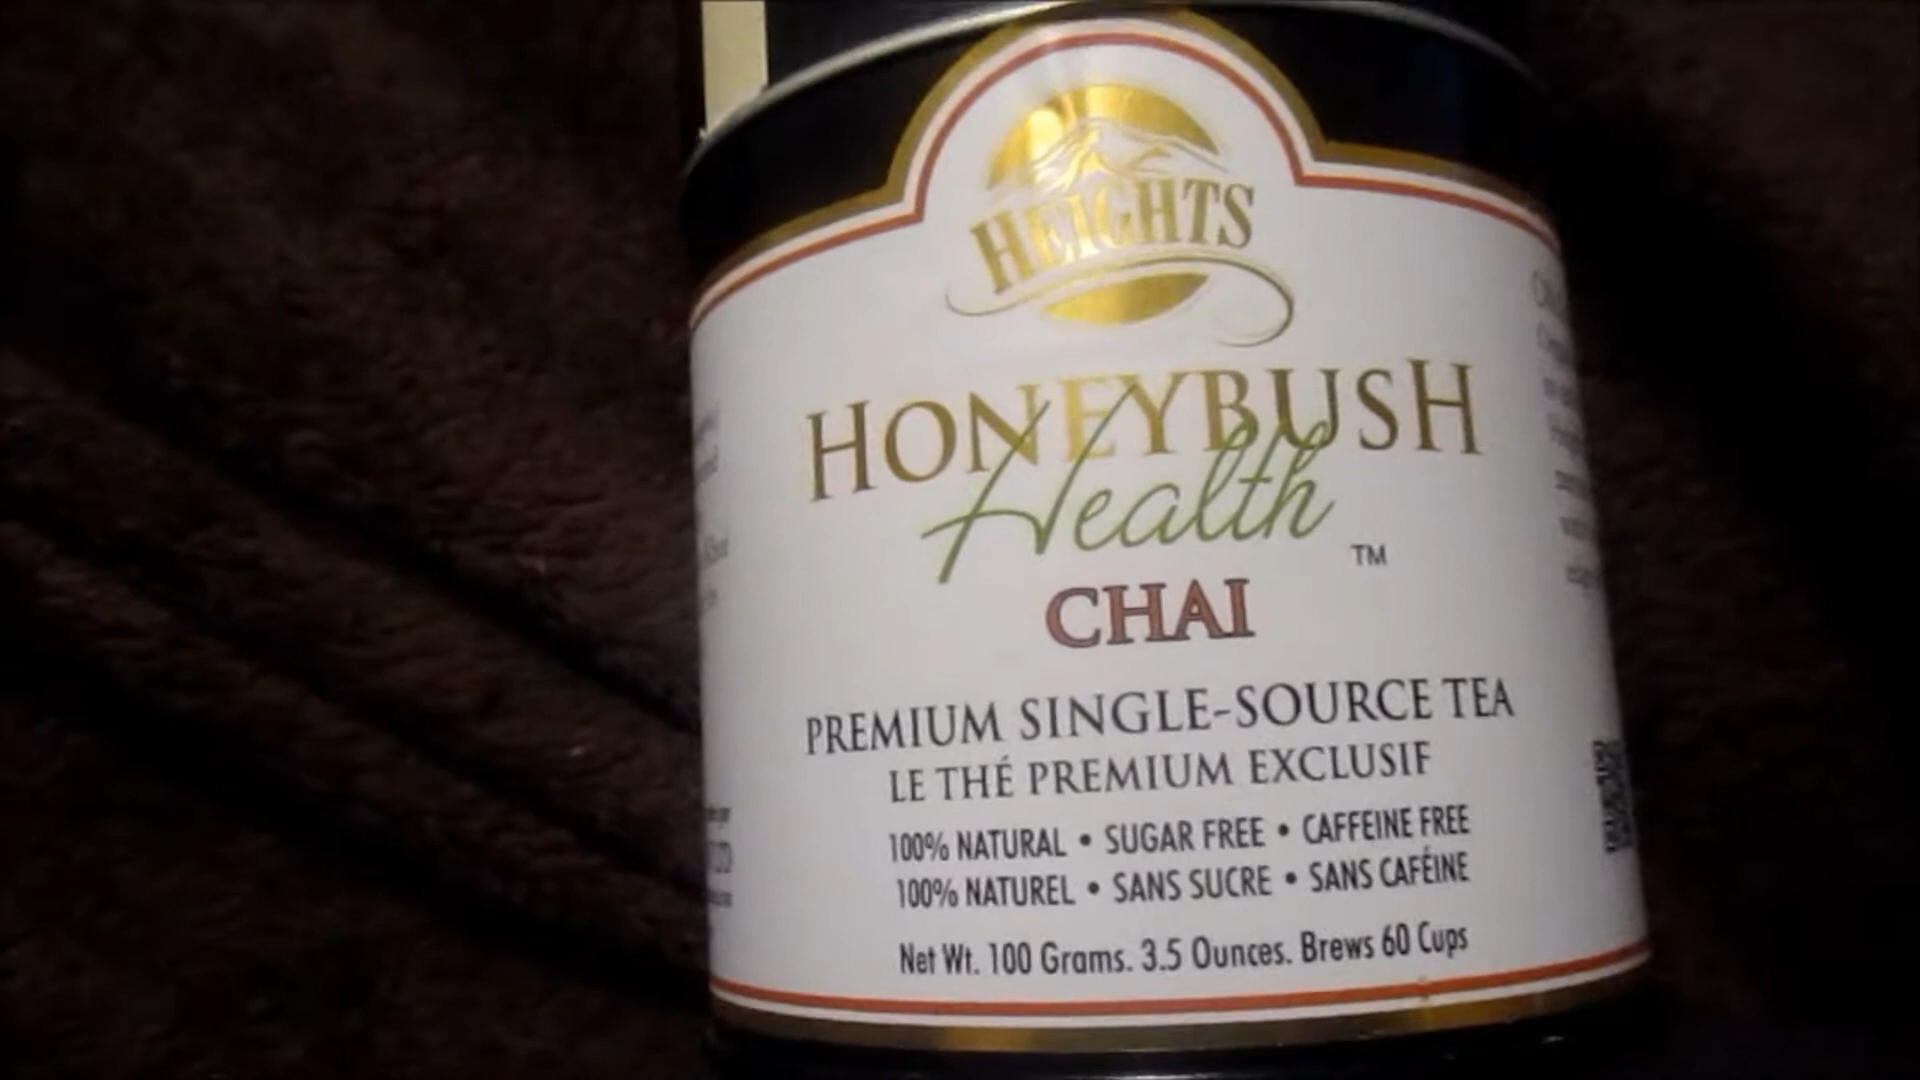 HEIGHTS
HONEYBUSH
Health
TM
CHAI
PREMIUM SINGLE-SOURCE TEA
LE THÉ PREMIUM EXCLUSIF
100% NATURAL • SUGAR FREE • CAFFEINE FREE
100% NATUREL • SANS SUCRE • SANS CAFÉINE
Net Wt. 100 Grams. 3.5 Ounces. Brews 60 Cups